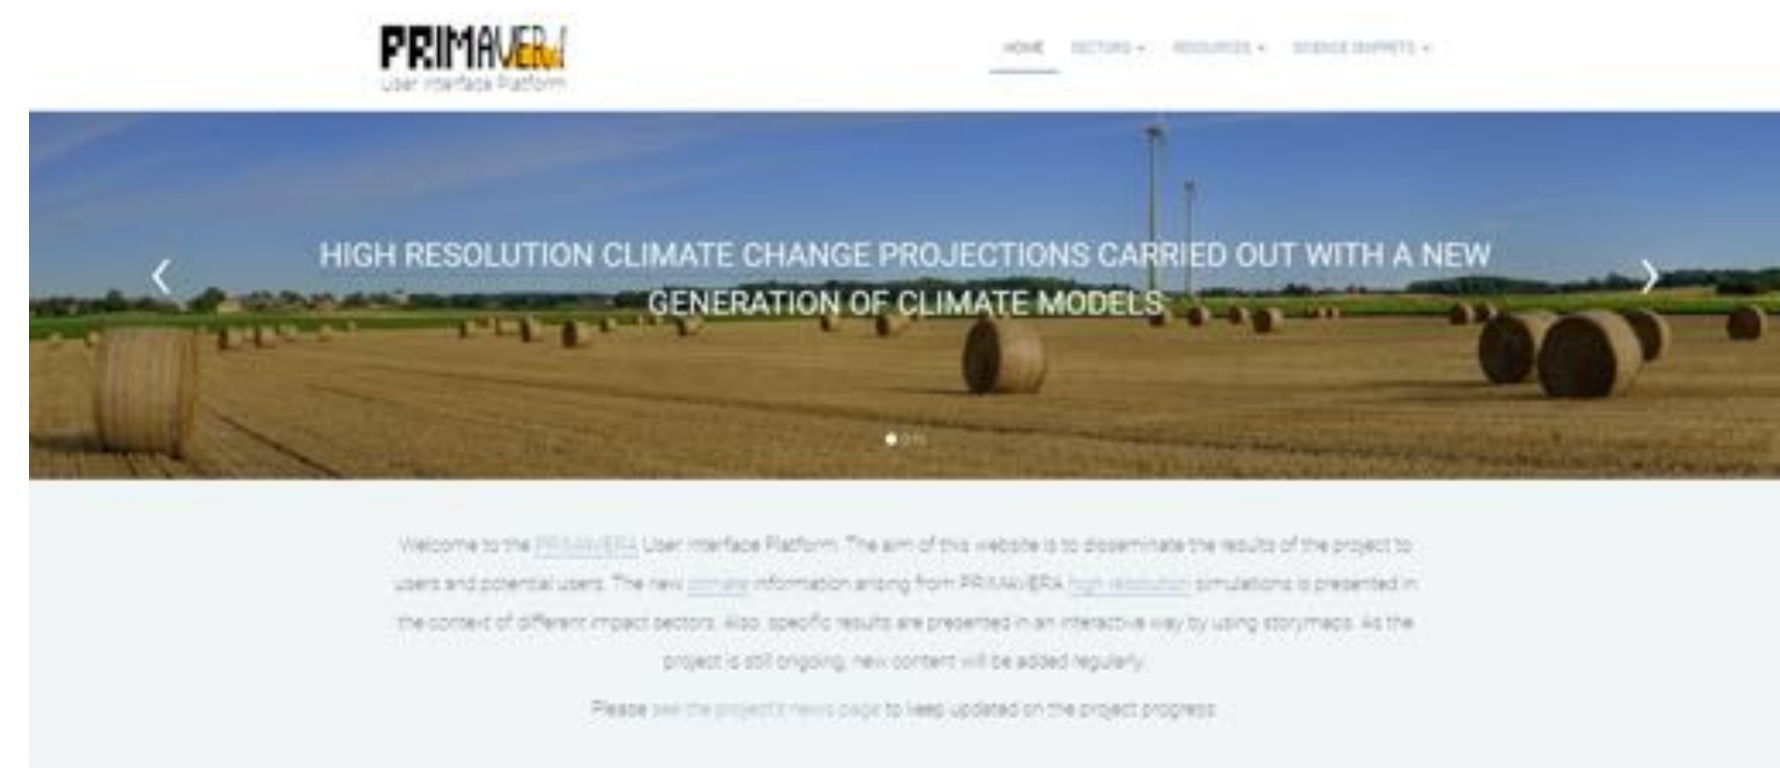 PRIMAVERA
User Interface Platform
HOME SECTORS RESOURCES SCIENCE SNIPPETS
HIGH RESOLUTION CLIMATE CHANGE PROJECTIONS CARRIED OUT WITH A NEW
GENERATION OF CLIMATE MODELS
Welcome to the PRIMAVERA User Interface Platform. The aim of this website is to disseminate the results of the project to
users and potential users. The new climate information arising from PRIMAVERA high resolution simulations is presented in
the context of different impact sectors. Also, specific results are presented in an interactive way by using storymaps. As the
project is still ongoing, new content will be added regularly.
Please see the project's news page to keep updated on the project progress.